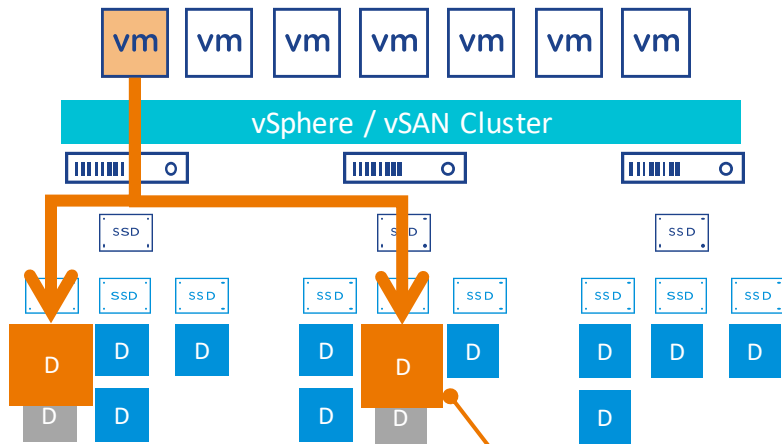 vm vm vm vm vm vm vm
vSphere / vSAN Cluster
SSD SSD SSD
SSD SSD SSD SSD SSD SSD SSD
D D D D D D D D D
D D D D D